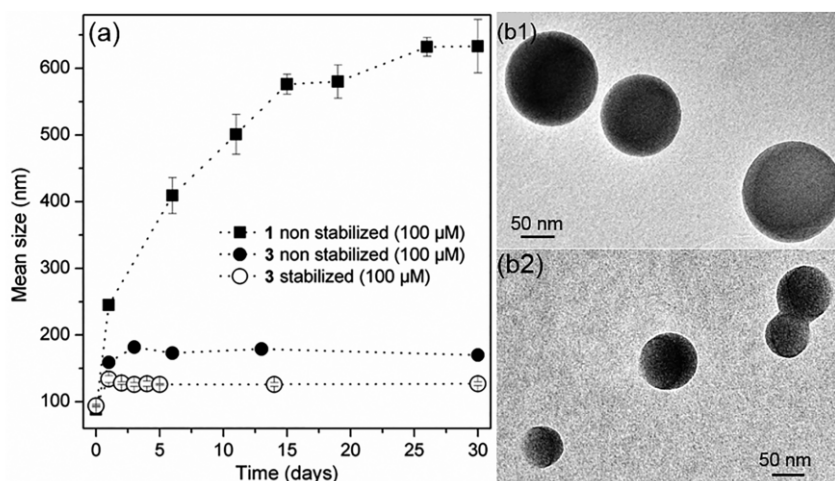 (a)
600
500
400
300
200
100
Mean size (nm)
1 non stabilized (100 μM)
3 non stabilized (100 μM)
3 stabilized (100 μM)
0 5 10 15 20 25 30
Time (days)
(b1)
50 nm
(b2)
50 nm